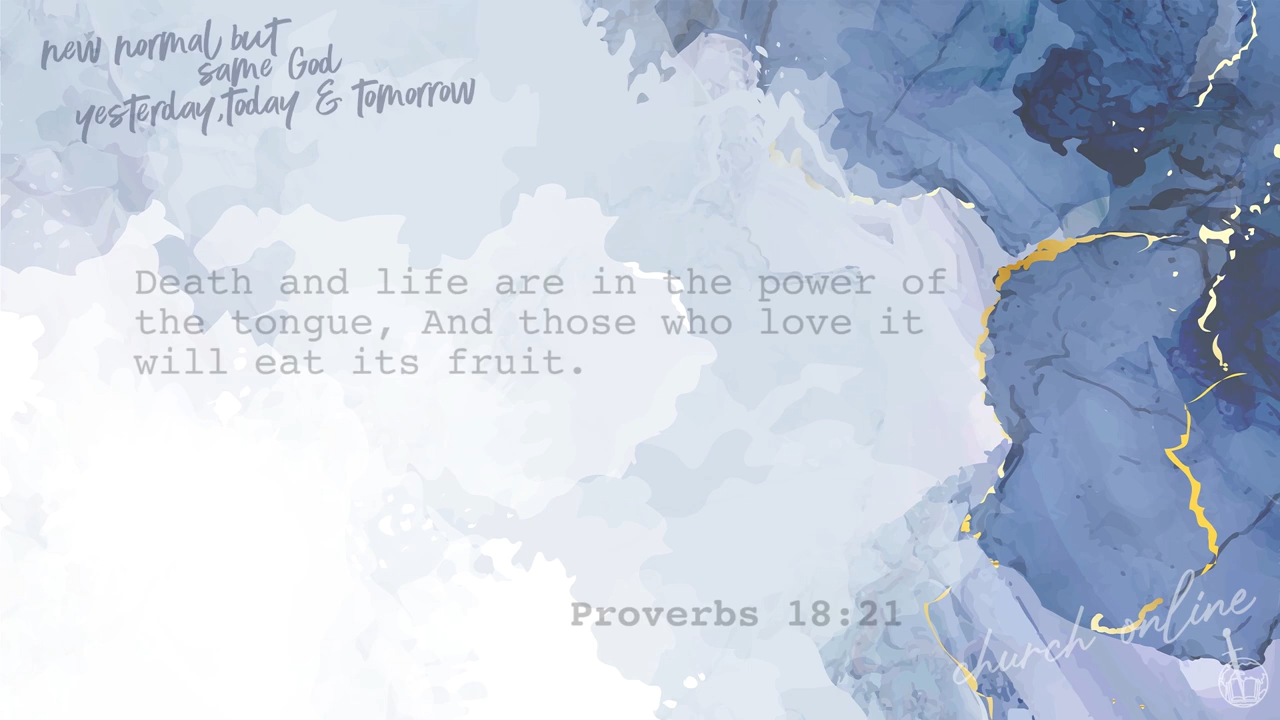 new normal but
same God
yesterday, today & tomorrow
Death and life are in the power of
the tongue, And those who love it
will eat its fruit.
Proverbs 18:21
church online